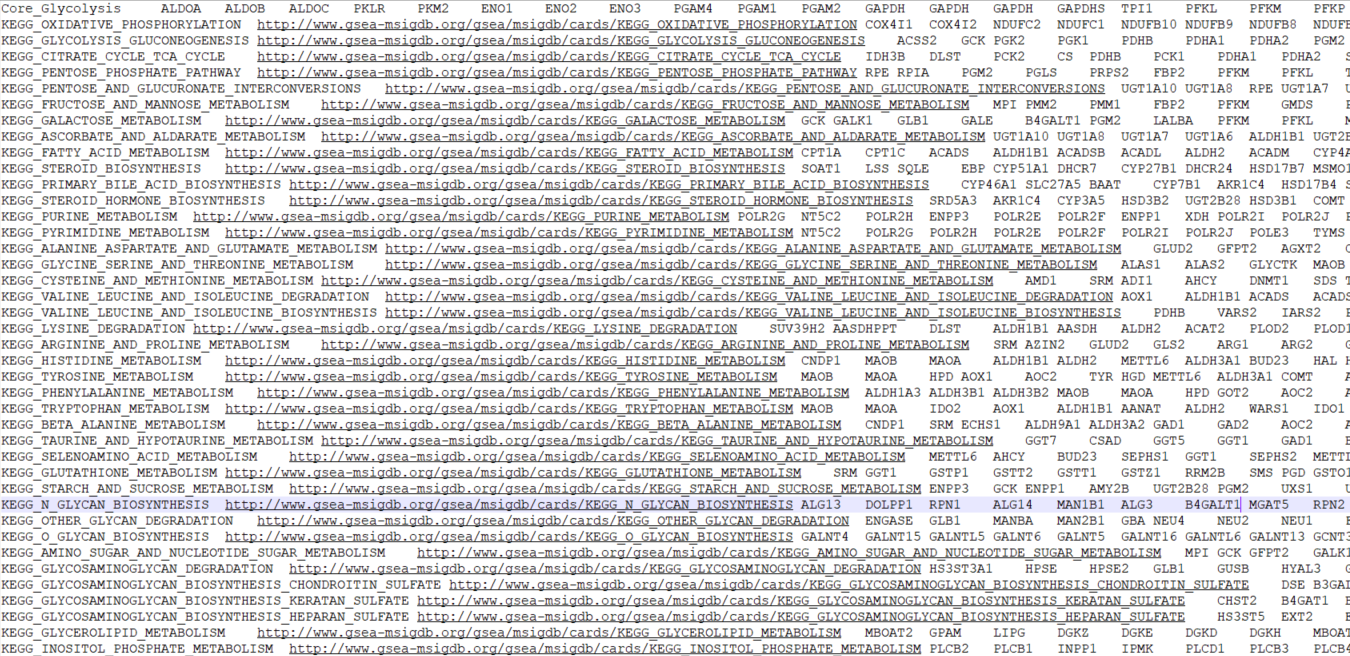 Core_Glycolysis ALDOA ALDOB ALDOC PKLR PKM2 ENO1 ENO2 ENO3 PGAM4 PGAM1 PGAM2 GAPDH GAPDH GAPDH GAPDHS TPI1 PFKL PFKM PFKP
KEGG_OXIDATIVE_PHOSPHORYLATION http://www.gsea-msigdb.org/gsea/msigdb/cards/KEGG_OXIDATIVE_PHOSPHORYLATION COX4I1 COX4I2 NDUFC2 NDUFC1 NDUFB10 NDUFB9 NDUFB8 NDUFE
KEGG_GLYCOLYSIS_GLUCONEOGENESIS http://www.gsea-msigdb.org/gsea/msigdb/cards/KEGG_GLYCOLYSIS_GLUCONEOGENESIS ACSS2 GCK PGK2 PGK1 PDHB PDHA1 PDHA2 PGM2
KEGG_CITRATE_CYCLE_TCA_CYCLE http://www.gsea-msigdb.org/gsea/msigdb/cards/KEGG_CITRATE_CYCLE_TCA_CYCLE IDH3B DLST PCK2 CS PDHB PCK1 PDHA1 PDHA2 S
KEGG_PENTOSE_PHOSPHATE_PATHWAY http://www.gsea-msigdb.org/gsea/msigdb/cards/KEGG_PENTOSE_PHOSPHATE_PATHWAY RPE RPIA PGM2 PGLS PRPS2 FBP2 PFKM PFKL T
KEGG_PENTOSE_AND_GLUCURONATE_INTERCONVERSIONS http://www.gsea-msigdb.org/gsea/msigdb/cards/KEGG_PENTOSE_AND_GLUCURONATE_INTERCONVERSIONS UGT1A10 UGT1A8 RPE UGT1A7 U
KEGG_FRUCTOSE_AND_MANNOSE_METABOLISM http://www.gsea-msigdb.org/gsea/msigdb/cards/KEGG_FRUCTOSE_AND_MANNOSE_METABOLISM MPI PMM2 PMM1 FBP2 PFKM GMDS F
KEGG_GALACTOSE_METABOLISM http://www.gsea-msigdb.org/gsea/msigdb/cards/KEGG_GALACTOSE_METABOLISM GCK GALK1 GLB1 GALE B4GALT1 PGM2 LALBA PFKM PFKL F
KEGG_ASCORBATE_AND_ALDARATE_METABOLISM http://www.gsea-msigdb.org/gsea/msigdb/cards/KEGG_ASCORBATE_AND_ALDARATE_METABOLISM UGT1A10 UGT1A8 UGT1A7 UGT1A6 ALDH1B1 UGT2E
KEGG_FATTY_ACID_METABOLISM http://www.gsea-msigdb.org/gsea/msigdb/cards/KEGG_FATTY_ACID_METABOLISM CPT1A CPT1C ACADS ALDH1B1 ACADSB ACADL ALDH2 ACADM CYP4A
KEGG_STEROID_BIOSYNTHESIS http://www.gsea-msigdb.org/gsea/msigdb/cards/KEGG_STEROID_BIOSYNTHESIS SOAT1 LSS SQLE EBP CYP51A1 DHCR7 CYP27B1 DHCR24 HSD17B7 MSMO1
KEGG_PRIMARY_BILE_ACID_BIOSYNTHESIS http://www.gsea-msigdb.org/gsea/msigdb/cards/KEGG_PRIMARY_BILE_ACID_BIOSYNTHESIS CYP46A1 SLC27A5 BAAT CYP7B1 AKR1C4 HSD17B4 S
KEGG_STEROID_HORMONE_BIOSYNTHESIS http://www.gsea-msigdb.org/gsea/msigdb/cards/KEGG_STEROID_HORMONE_BIOSYNTHESIS SRD5A3 AKR1C4 CYP3A5 HSD3B2 UGT2B28 HSD3B1 COMT
KEGG_PURINE_METABOLISM http://www.gsea-msigdb.org/gsea/msigdb/cards/KEGG_PURINE_METABOLISM POLR2G NT5C2 POLR2H ENPP3 POLR2E POLR2F ENPP1 XDH POLR2I POLR2J F
KEGG_PYRIMIDINE_METABOLISM http://www.gsea-msigdb.org/gsea/msigdb/cards/KEGG_PYRIMIDINE_METABOLISM NT5C2 POLR2G POLR2H POLR2E POLR2F POLR2I POLR2J POLE3 TYMS
KEGG_ALANINE_ASPARTATE_AND_GLUTAMATE_METABOLISM http://www.gsea-msigdb.org/gsea/msigdb/cards/KEGG_ALANINE_ASPARTATE_AND_GLUTAMATE_METABOLISM GLUD2 GFPT2 AGXT2 C
KEGG_GLYCINE_SERINE_AND_THREONINE_METABOLISM http://www.gsea-msigdb.org/gsea/msigdb/cards/KEGG_GLYCINE_SERINE_AND_THREONINE_METABOLISM ALAS1 ALAS2 GLYCTK MAOB
KEGG_CYSTEINE_AND_METHIONINE_METABOLISM http://www.gsea-msigdb.org/gsea/msigdb/cards/KEGG_CYSTEINE_AND_METHIONINE_METABOLISM AMD1 SRM ADI1 AHCY DNMT1 SDS T
KEGG_VALINE_LEUCINE_AND_ISOLEUCINE_DEGRADATION http://www.gsea-msigdb.org/gsea/msigdb/cards/KEGG_VALINE_LEUCINE_AND_ISOLEUCINE_DEGRADATION AOX1 ALDH1B1 ACADS ACADS
KEGG_VALINE_LEUCINE_AND_ISOLEUCINE_BIOSYNTHESIS http://www.gsea-msigdb.org/gsea/msigdb/cards/KEGG_VALINE_LEUCINE_AND_ISOLEUCINE_BIOSYNTHESIS PDHB VARS2 IARS2 F
KEGG_LYSINE_DEGRADATION http://www.gsea-msigdb.org/gsea/msigdb/cards/KEGG_LYSINE_DEGRADATION SUV39H2 AASDHPPT DLST ALDH1B1 AASDH ALDH2 ACAT2 PLOD2 PLOD1
KEGG_ARGININE_AND_PROLINE_METABOLISM http://www.gsea-msigdb.org/gsea/msigdb/cards/KEGG_ARGININE_AND_PROLINE_METABOLISM SRM AZIN2 GLUD2 GLS2 ARG1 ARG2 G
KEGG_HISTIDINE_METABOLISM http://www.gsea-msigdb.org/gsea/msigdb/cards/KEGG_HISTIDINE_METABOLISM CNDP1 MAOB MAOA ALDH1B1 ALDH2 METTL6 ALDH3A1 BUD23 HAL H
KEGG_TYROSINE_METABOLISM http://www.gsea-msigdb.org/gsea/msigdb/cards/KEGG_TYROSINE_METABOLISM MAOB MAOA HPD AOX1 AOC2 TYR HGD METTL6 ALDH3A1 COMT A
KEGG_PHENYLALANINE_METABOLISM http://www.gsea-msigdb.org/gsea/msigdb/cards/KEGG_PHENYLALANINE_METABOLISM ALDH1A3 ALDH3B1 ALDH3B2 MAOB MAOA HPD GOT2 AOC2 A
KEGG_TRYPTOPHAN_METABOLISM http://www.gsea-msigdb.org/gsea/msigdb/cards/KEGG_TRYPTOPHAN_METABOLISM MAOB MAOA IDO2 AOX1 ALDH1B1 AANAT ALDH2 WARS1 IDO1
KEGG_BETA_ALANINE_METABOLISM http://www.gsea-msigdb.org/gsea/msigdb/cards/KEGG_BETA_ALANINE_METABOLISM CNDP1 SRM ECHS1 ALDH9A1 ALDH3A2 GAD1 GAD2 AOC2 A
KEGG_TAURINE_AND_HYPOTAURINE_METABOLISM http://www.gsea-msigdb.org/gsea/msigdb/cards/KEGG_TAURINE_AND_HYPOTAURINE_METABOLISM GGT7 CSAD GGT5 GGT1 GAD1 E
KEGG_SELENOAMINO_ACID_METABOLISM http://www.gsea-msigdb.org/gsea/msigdb/cards/KEGG_SELENOAMINO_ACID_METABOLISM METTL6 AHCY BUD23 SEPHS1 GGT1 SEPHS2 METTI
KEGG_GLUTATHIONE_METABOLISM http://www.gsea-msigdb.org/gsea/msigdb/cards/KEGG_GLUTATHIONE_METABOLISM SRM GGT1 GSTP1 GSTT2 GSTT1 GSTZ1 RRM2B SMS PGD GSTO1
KEGG_STARCH_AND_SUCROSE_METABOLISM http://www.gsea-msigdb.org/gsea/msigdb/cards/KEGG_STARCH_AND_SUCROSE_METABOLISM ENPP3 GCK ENPP1 AMY2B UGT2B28 PGM2 UXS1 U
KEGG_N_GLYCAN_BIOSYNTHESIS http://www.gsea-msigdb.org/gsea/msigdb/cards/KEGG_N_GLYCAN_BIOSYNTHESIS ALG13 DOLPP1 RPN1 ALG14 MAN1B1 ALG3 B4GALT1 MGAT5 RPN2
KEGG_OTHER_GLYCAN_DEGRADATION http://www.gsea-msigdb.org/gsea/msigdb/cards/KEGG_OTHER_GLYCAN_DEGRADATION ENGASE GLB1 MANBA MAN2B1 GBA NEU4 NEU2 NEU1 E
KEGG_O_GLYCAN_BIOSYNTHESIS http://www.gsea-msigdb.org/gsea/msigdb/cards/KEGG_O_GLYCAN_BIOSYNTHESIS GALNT4 GALNT15 GALNTL5 GALNT6 GALNT5 GALNT16 GALNTL6 GALNT13 GCNT3
KEGG_AMINO_SUGAR_AND_NUCLEOTIDE_SUGAR_METABOLISM http://www.gsea-msigdb.org/gsea/msigdb/cards/KEGG_AMINO_SUGAR_AND_NUCLEOTIDE_SUGAR_METABOLISM MPI GCK GFPT2 GALK1
KEGG_GLYCOSAMINOGLYCAN_DEGRADATION http://www.gsea-msigdb.org/gsea/msigdb/cards/KEGG_GLYCOSAMINOGLYCAN_DEGRADATION HS3ST3A1 HPSE HPSE2 GLB1 GUSB HYAL3 G
KEGG_GLYCOSAMINOGLYCAN_BIOSYNTHESIS_CHONDROITIN_SULFATE http://www.gsea-msigdb.org/gsea/msigdb/cards/KEGG_GLYCOSAMINOGLYCAN_BIOSYNTHESIS_CHONDROITIN_SULFATE DSE B3GAL
KEGG_GLYCOSAMINOGLYCAN_BIOSYNTHESIS_KERATAN_SULFATE http://www.gsea-msigdb.org/gsea/msigdb/cards/KEGG_GLYCOSAMINOGLYCAN_BIOSYNTHESIS_KERATAN_SULFATE CHST2 B4GAT1 E
KEGG_GLYCOSAMINOGLYCAN_BIOSYNTHESIS_HEPARAN_SULFATE http://www.gsea-msigdb.org/gsea/msigdb/cards/KEGG_GLYCOSAMINOGLYCAN_BIOSYNTHESIS_HEPARAN_SULFATE HS3ST5 EXT2 E
KEGG_GLYCEROLIPID_METABOLISM http://www.gsea-msigdb.org/gsea/msigdb/cards/KEGG_GLYCEROLIPID_METABOLISM MBOAT2 GPAM LIPG DGKZ DGKE DGKD DGKH MBOAT
KEGG_INOSITOL_PHOSPHATE_METABOLISM http://www.gsea-msigdb.org/gsea/msigdb/cards/KEGG_INOSITOL_PHOSPHATE_METABOLISM PLCB2 PLCB1 INPP1 IPMK PLCD1 PLCB3 PLCB4